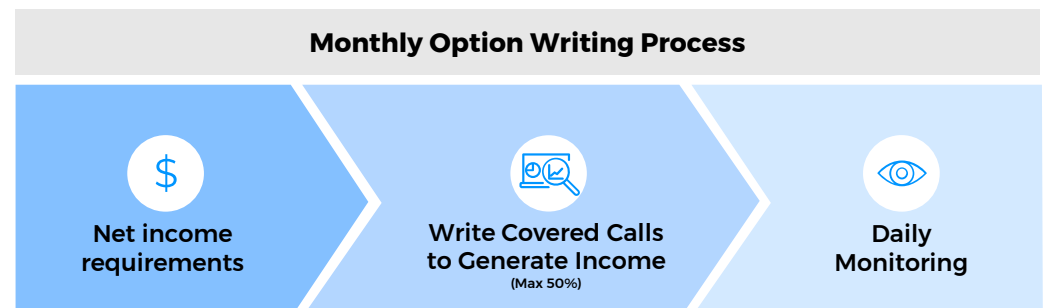 Monthly Option Writing Process
$
Net income
requirements
Write Covered Calls
to Generate Income
(Max 50%)
Daily
Monitoring